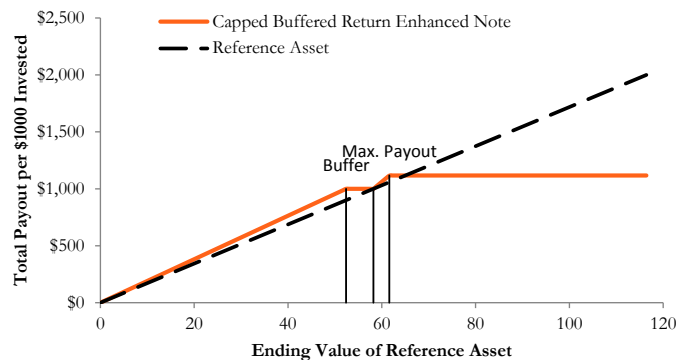 Capped Buffered Return Enhanced Note
Reference Asset
Total Payout per $1000 Invested
$2,500
$2,000
$1,500
$1,000
$500
$0
Max. Payout
Buffer
0 20 40 60 80 100 120
Ending Value of Reference Asset